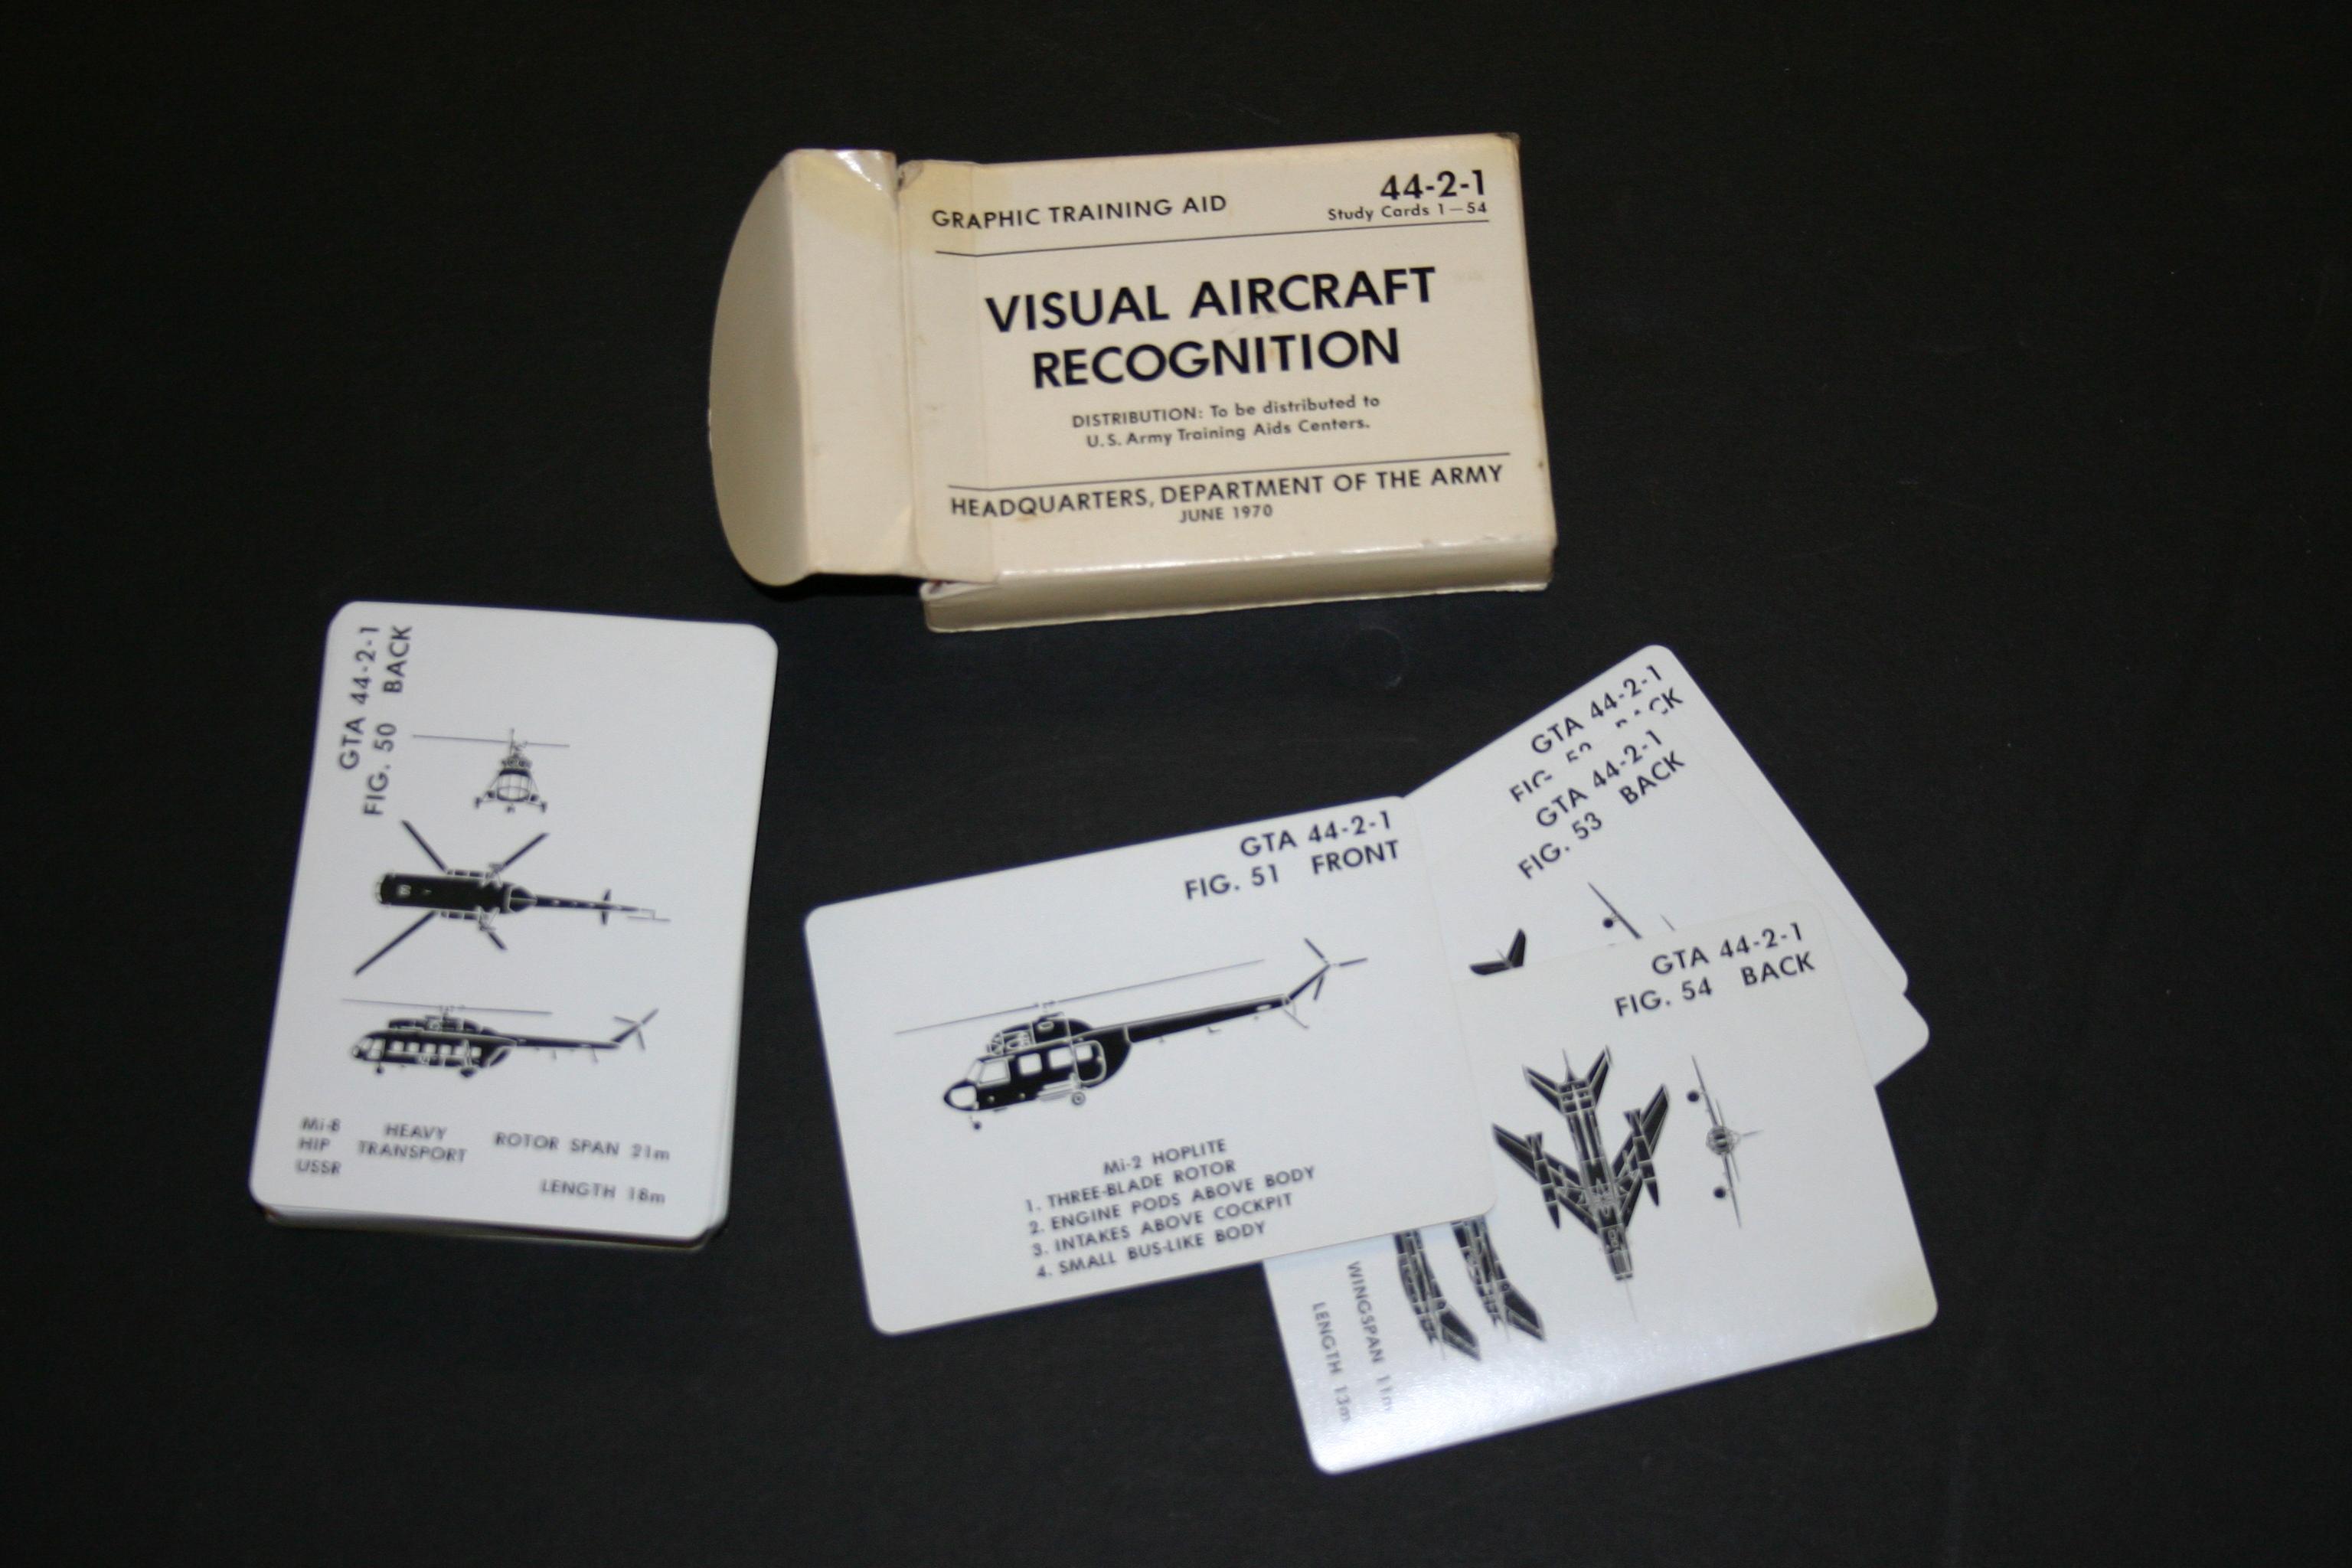 GRAPHIC TRAINING AID
44-2-1
Study Cards 1—54
VISUAL AIRCRAFT
RECOGNITION
DISTRIBUTION: To be distributed to
U.S. Army Training Aids Centers.
HEADQUARTERS, DEPARTMENT OF THE ARMY
JUNE 1970
GTA 44-2-1
FIG. 50 BACK
Mi-8
HIP
USSR
HEAVY
TRANSPORT
ROTOR SPAN 21m
LENGTH 18m
GTA 44-2-1
FIG. 51 FRONT
Mi-2 HOPLITE
1. THREE-BLADE ROTOR
2. ENGINE PODS ABOVE BODY
3. INTAKES ABOVE COCKPIT
4. SMALL BUS-LIKE BODY
GTA 44-2-1
GTA 44-2-1
FIG. 53 BACK
GTA 44-2-1
FIG. 54 BACK
WINGSPAN 11m
LENGTH 13m